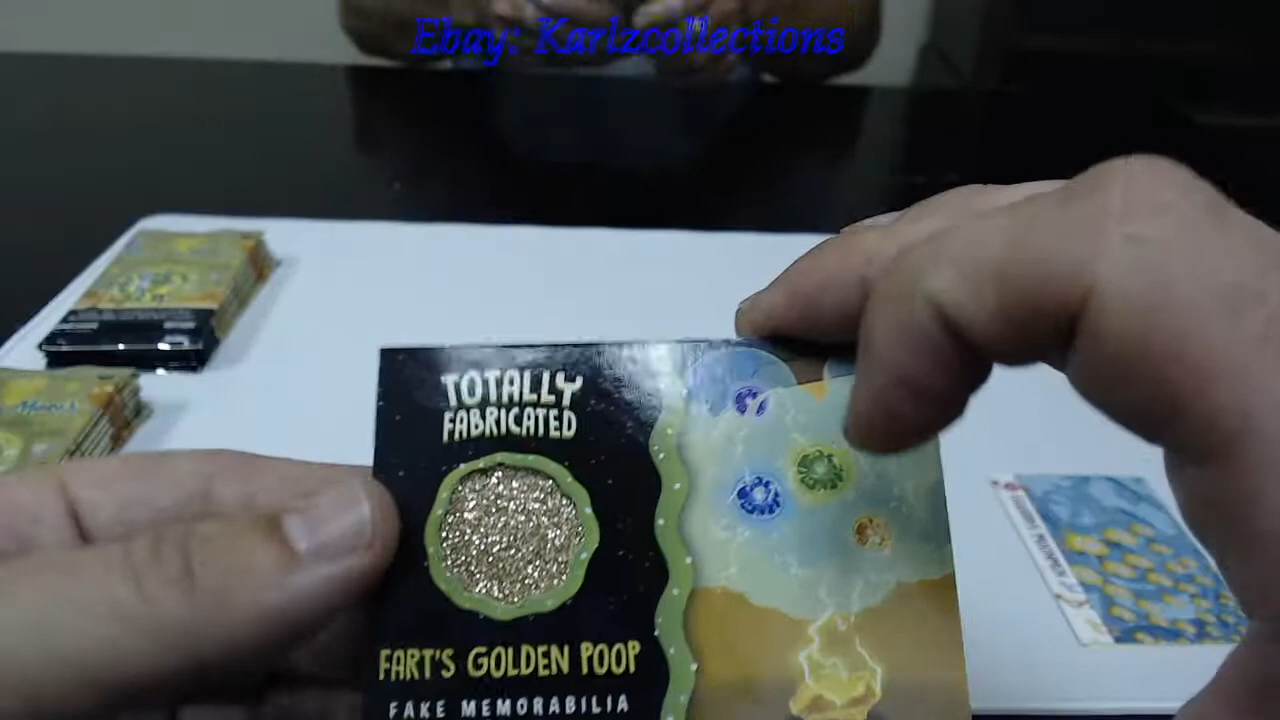 Ebay: Karlzcollections
TOTALLY
FABRICATED
FART'S GOLDEN POOP
FAKE MEMORABILIA